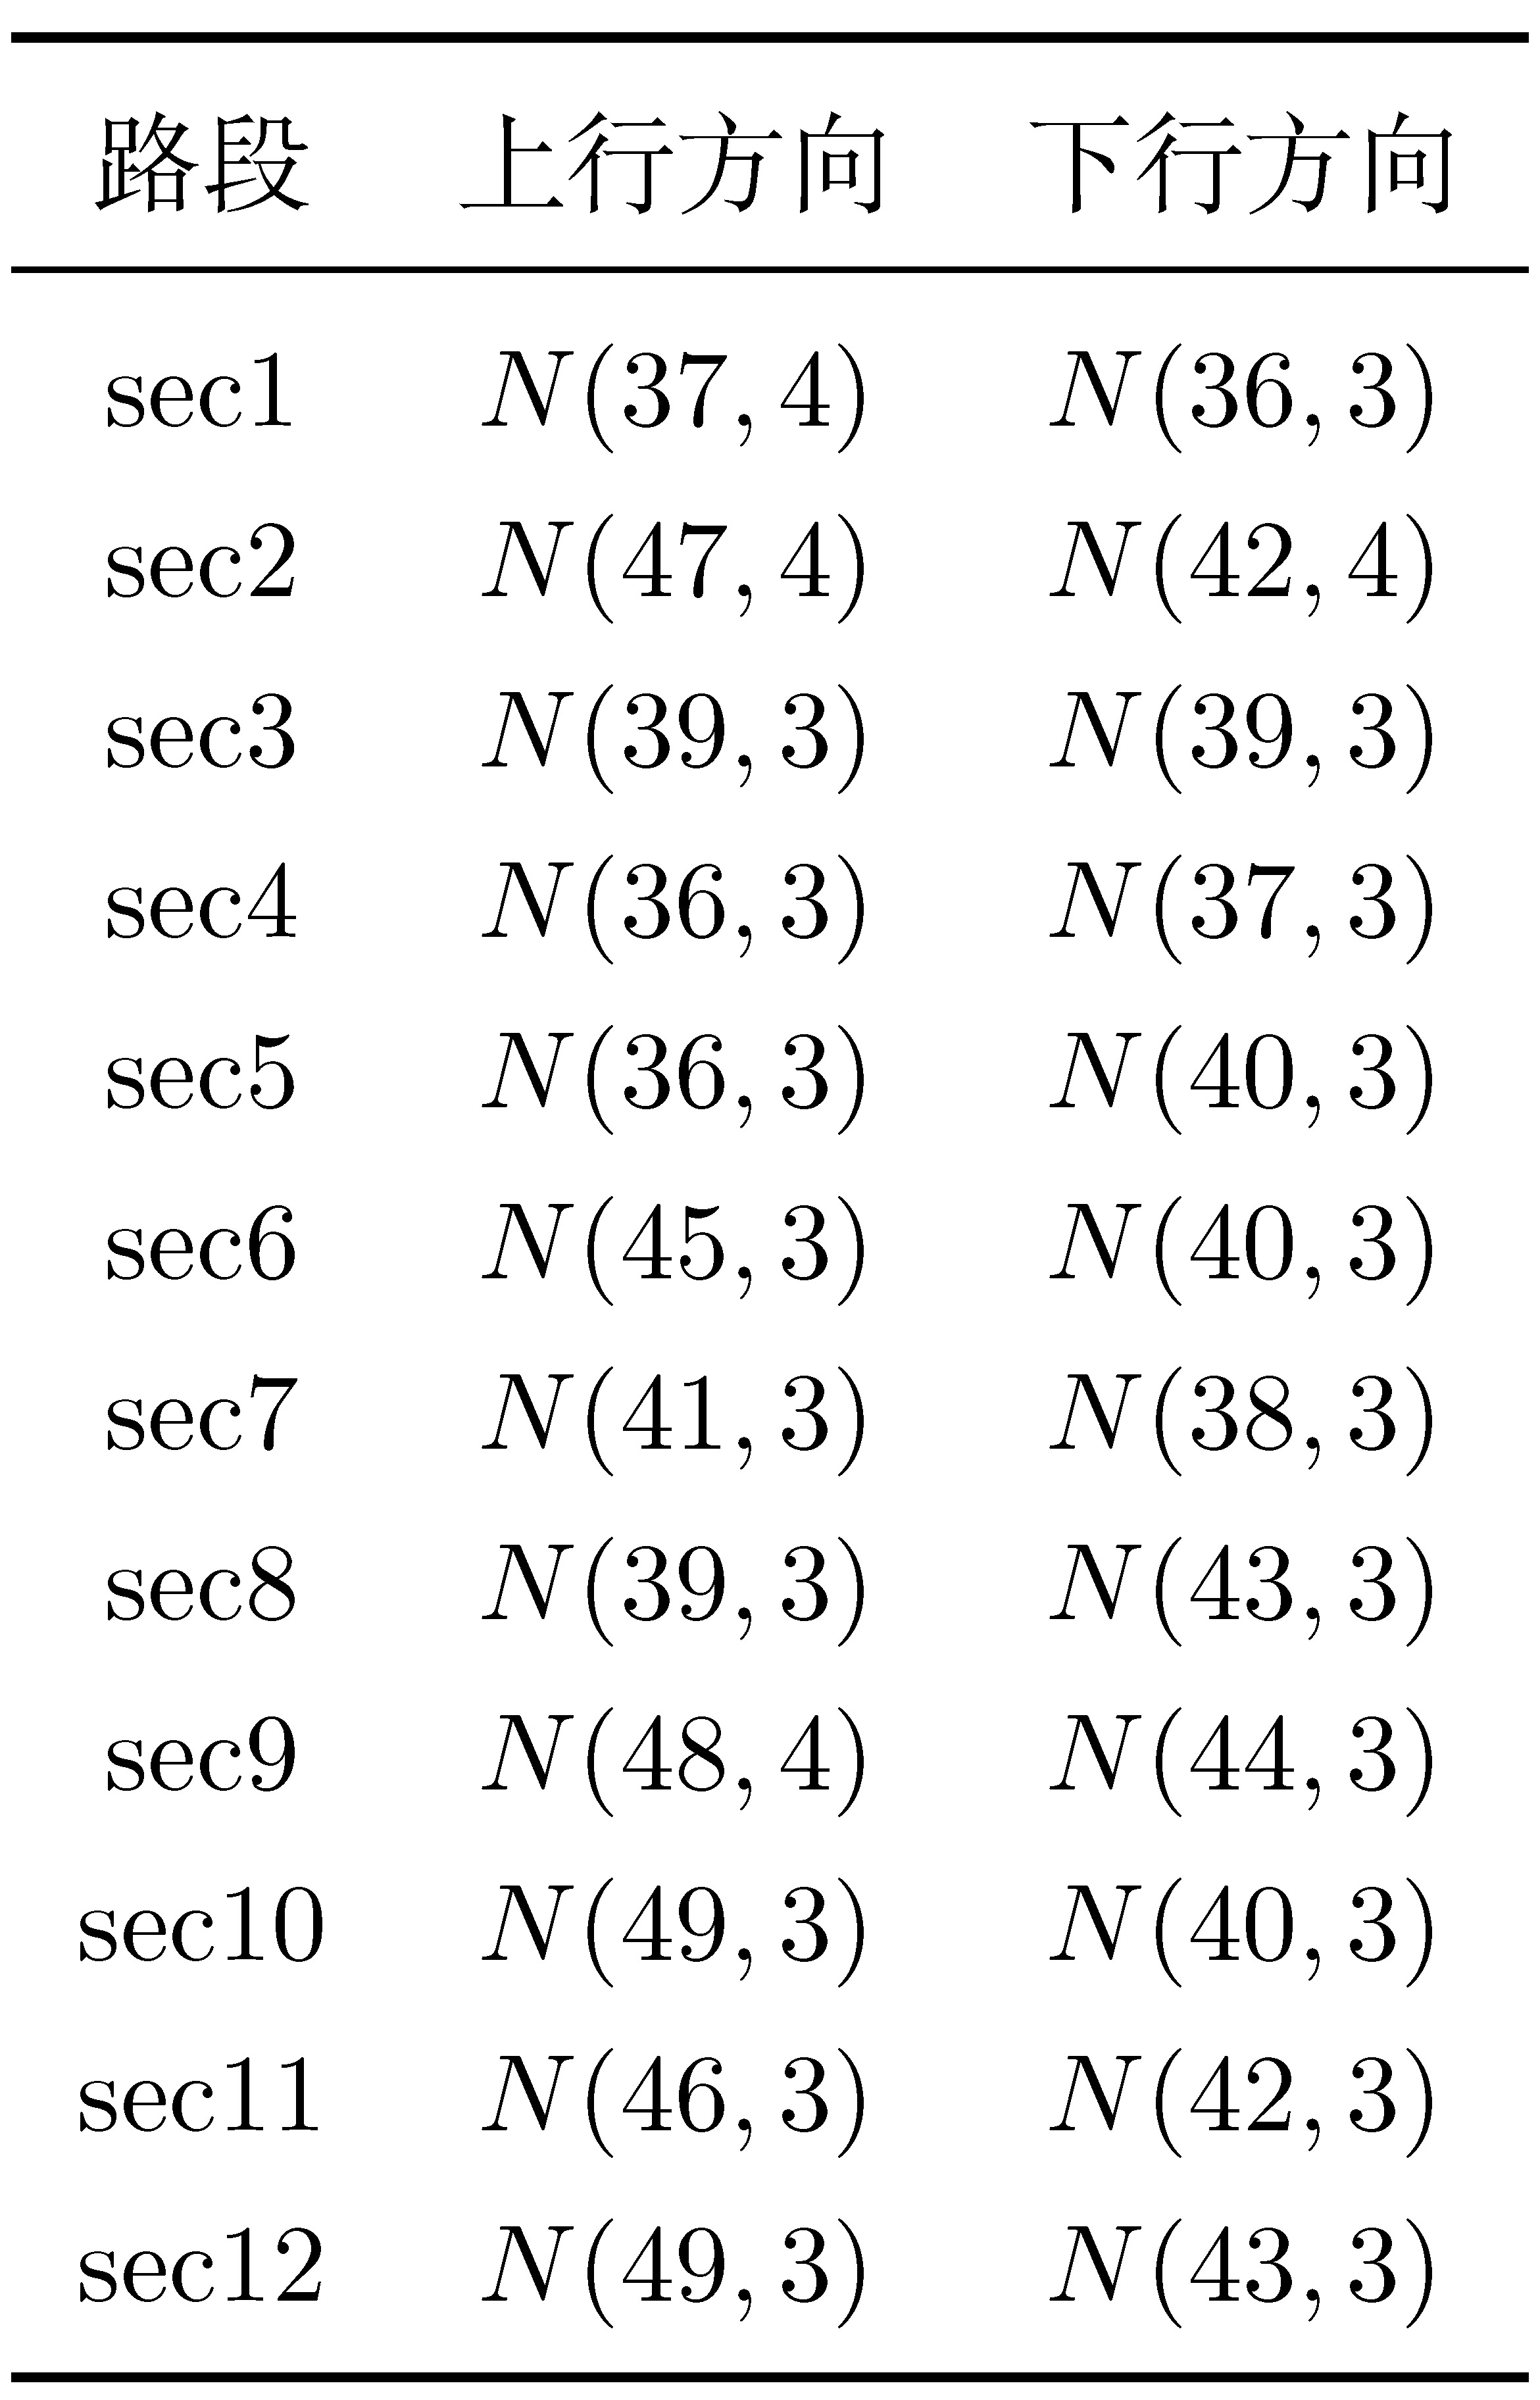 路段 上行方向 下行方向
sec1 N(37, 4) N(36, 3)
sec2 N(47, 4) N(42, 4)
sec3 N(39, 3) N(39, 3)
sec4 N(36, 3) N(37, 3)
sec5 N(36, 3) N(40, 3)
sec6 N(45, 3) N(40, 3)
sec7 N(41, 3) N(38, 3)
sec8 N(39, 3) N(43, 3)
sec9 N(48, 4) N(44, 3)
sec10 N(49, 3) N(40, 3)
sec11 N(46, 3) N(42, 3)
sec12 N(49, 3) N(43, 3)